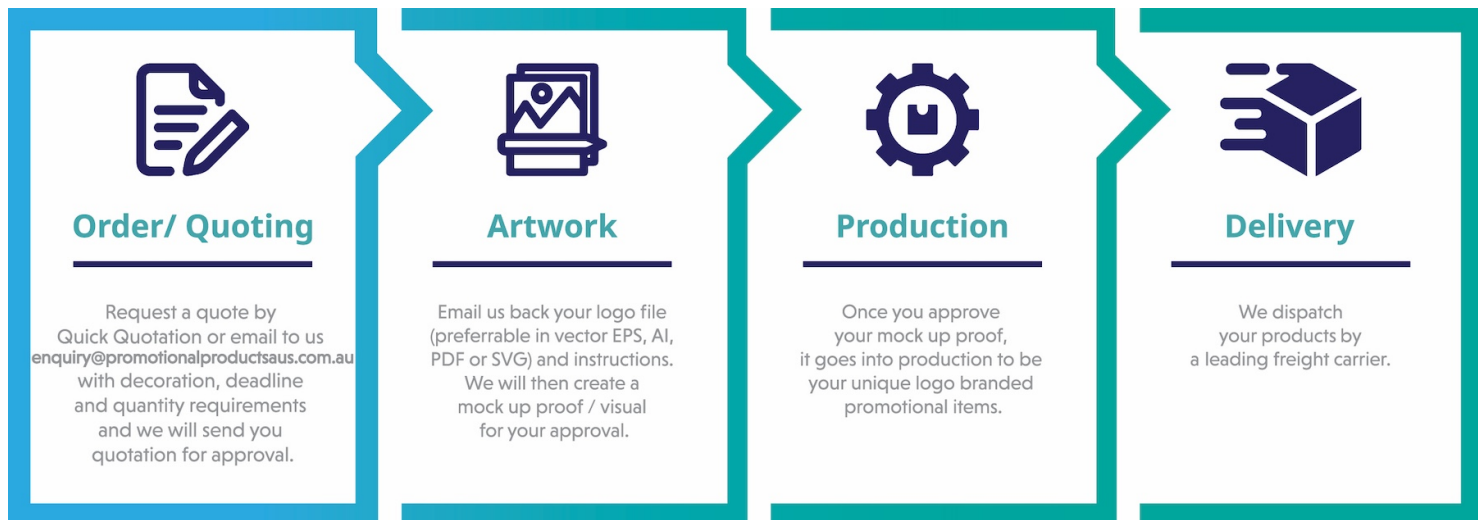 Order/ Quoting
Request a quote by
Quick Quotation or email to us
enquiry@promotionalproductsaus.com.au
with decoration, deadline
and quantity requirements
and we will send you
quotation for approval.
Artwork
Email us back your logo file
(preferrable in vector EPS, AI,
PDF or SVG) and instructions.
We will then create a
mock up proof / visual
for your approval.
Production
Once you approve
your mock up proof,
it goes into production to be
your unique logo branded
promotional items.
Delivery
We dispatch
your products by
a leading freight carrier.